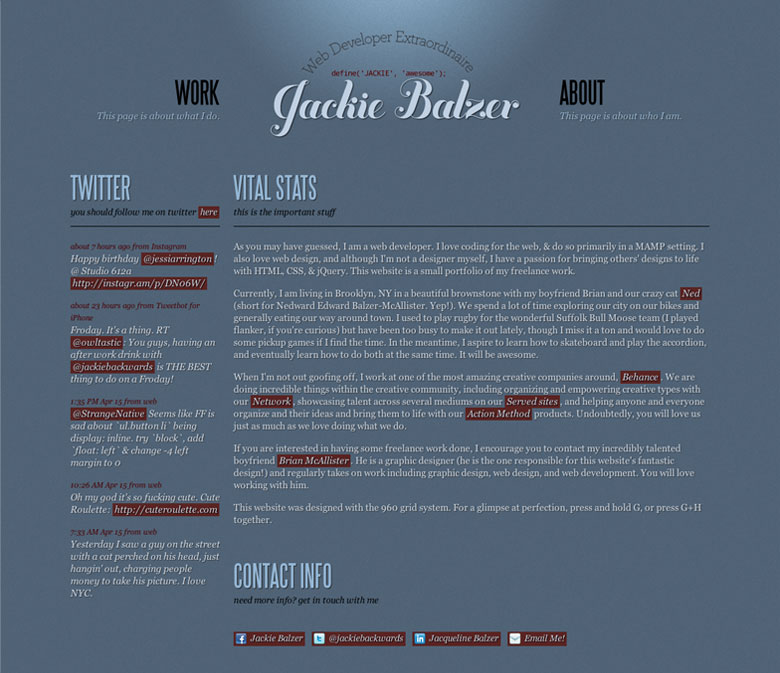 Web Developer Extraordinaire
define('JACKIE', 'awesome');
Jackie Balzer
WORK
This page is about what I do.
ABOUT
This page is about who I am.
TWITTER
you should follow me on twitter here
about 7 hours ago from Instagram
Happy birthday @jessiarrington !
@ Studio 612a
http://instagr.am/p/DN06W/
about 23 hours ago from Tweetbot for
iPhone
Froday. It's a thing. RT
@owltastic : You guys, having an
after work drink with
@jackiebackwards is THE BEST
thing to do on a Froday!
1:35 PM Apr 15 from web
@StrangeNative Seems like FF is
sad about `ul.button li` being
display: inline. try `block`, add
`float: left` & change -4 left
margin to 0
10:26 AM Apr 15 from web
Oh my god it's so fucking cute. Cute
Roulette: http://cuteroulette.com
7:33 AM Apr 15 from web
Yesterday I saw a guy on the street
with a cat perched on his head, just
hangin' out, charging people
money to take his picture. I love
NYC.
VITAL STATS
this is the important stuff
As you may have guessed, I am a web developer. I love coding for the web, & do so primarily in a MAMP setting. I
also love web design, and although I'm not a designer myself, I have a passion for bringing others' designs to life
with HTML, CSS, & jQuery. This website is a small portfolio of my freelance work.
Currently, I am living in Brooklyn, NY in a beautiful brownstone with my boyfriend Brian and our crazy cat Ned
(short for Nedward Edward Balzer-McAllister. Yep!). We spend a lot of time exploring our city on our bikes and
generally eating our way around town. I used to play rugby for the wonderful Suffolk Bull Moose team (I played
flanker, if you're curious) but have been too busy to make it out lately, though I miss it a ton and would love to do
some pickup games if I find the time. In the meantime, I aspire to learn how to skateboard and play the accordion,
and eventually learn how to do both at the same time. It will be awesome.
When I'm not out goofing off, I work at one of the most amazing creative companies around, Behance . We are
doing incredible things within the creative community, including organizing and empowering creative types with
our Network , showcasing talent across several mediums on our Served sites , and helping anyone and everyone
organize and their ideas and bring them to life with our Action Method products. Undoubtedly, you will love us
just as much as we love doing what we do.
If you are interested in having some freelance work done, I encourage you to contact my incredibly talented
boyfriend Brian McAllister . He is a graphic designer (he is the one responsible for this website's fantastic
design!) and regularly takes on work including graphic design, web design, and web development. You will love
working with him.
This website was designed with the 960 grid system. For a glimpse at perfection, press and hold G, or press G+H
together.
CONTACT INFO
need more info? get in touch with me
Jackie Balzer @jackiebackwards Jacqueline Balzer Email Me!